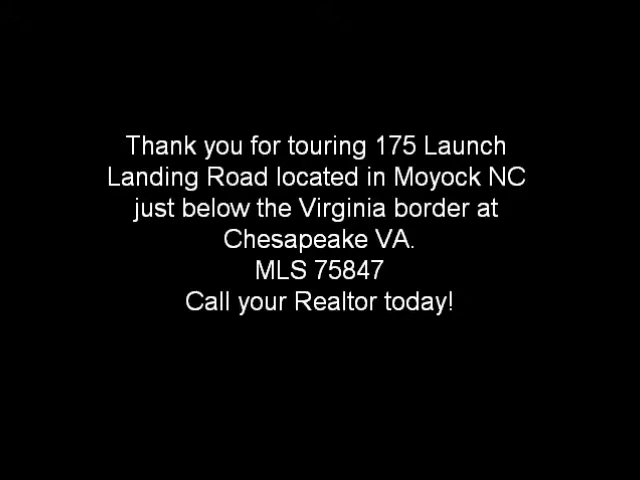 Thank you for touring 175 Launch
Landing Road located in Moyock NC
just below the Virginia border at
Chesapeake VA.
MLS 75847
Call your Realtor today!